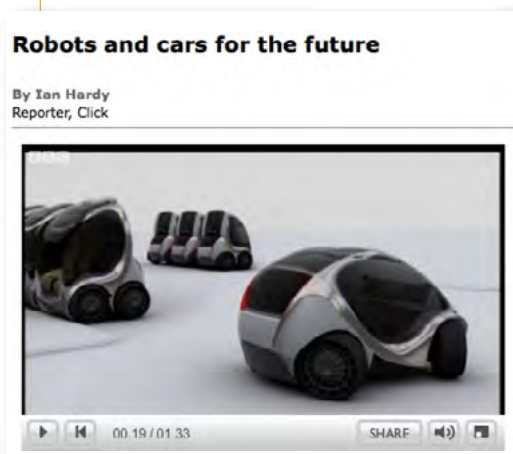 Robots and cars for the future
By Ian Hardy
Reporter, Click
BBC
00.19 / 01.33
SHARE